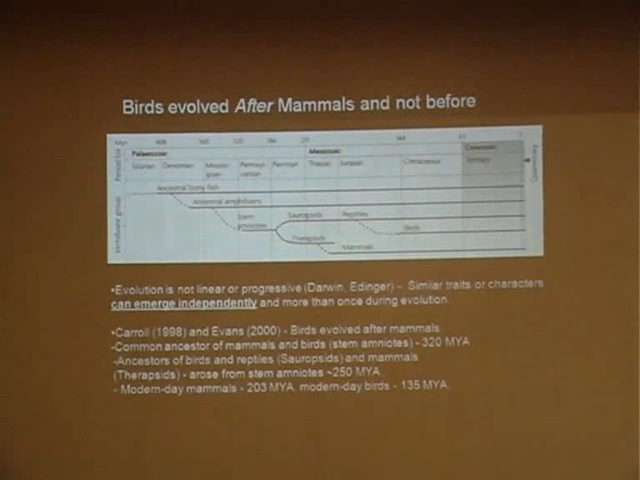 Birds evolved After Mammals and not before
Palaeozoic
Mesozoic
Cenozoic
Silurian Devonian Permian Triassic Jurassic Cretaceous Tertiary
Quaternary
Period Era
Vertebrate group
Ancestral bony fish
Ancestral amphibians
Stem amniotes
Sauropsids
Reptiles
Birds
Therapsids
Mammals
•Evolution is not linear or progressive (Darwin, Edinger) - Similar traits or characters
can emerge independently and more than once during evolution.
•Carroll (1998) and Evans (2000) - Birds evolved after mammals
-Common ancestor of mammals and birds (stem amniotes) - 320 MYA
-Ancestors of birds and reptiles (Sauropsids) and mammals
(Therapsids) - arose from stem amniotes ~250 MYA.
- Modern-day mammals - 203 MYA, modern-day birds - 135 MYA.